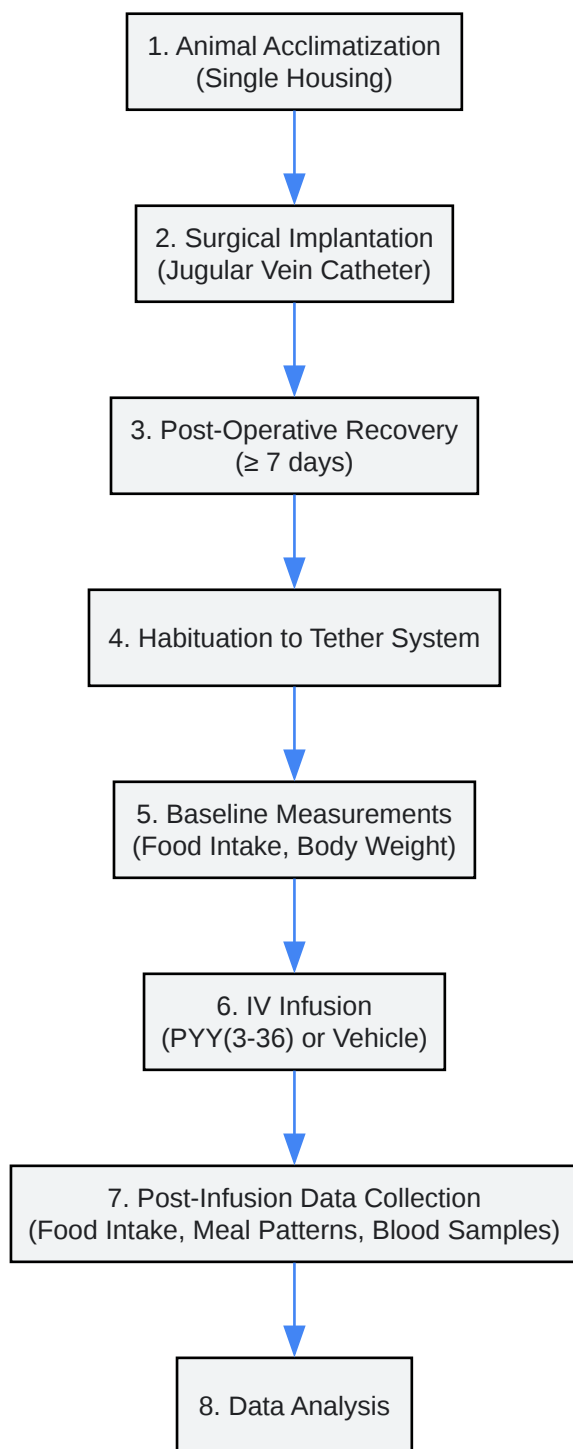 1. Animal Acclimatization
(Single Housing)
2. Surgical Implantation
(Jugular Vein Catheter)
3. Post-Operative Recovery
(≥ 7 days)
4. Habituation to Tether System
5. Baseline Measurements
(Food Intake, Body Weight)
6. IV Infusion
(PYY(3-36) or Vehicle)
7. Post-Infusion Data Collection
(Food Intake, Meal Patterns, Blood Samples)
8. Data Analysis